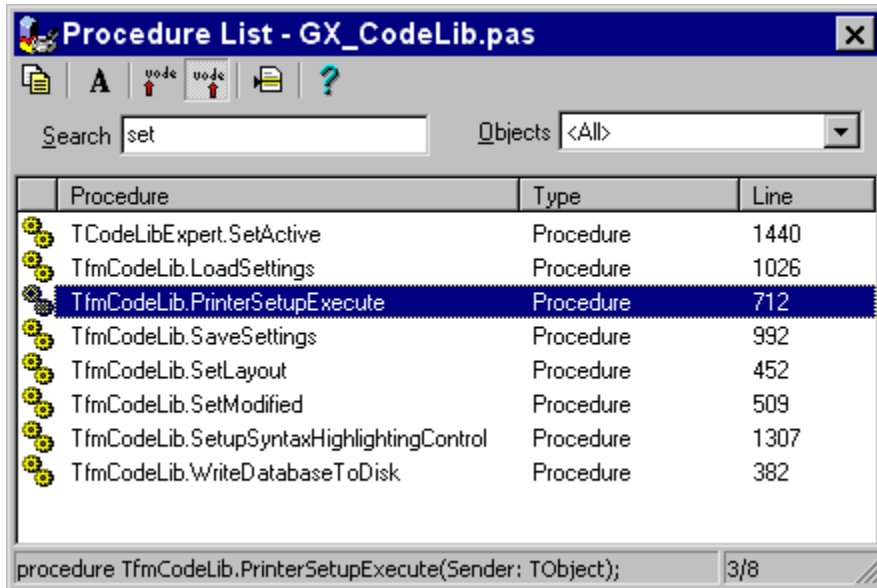 Procedure List - GX_CodeLib.pas
A vode vode ?
Search set Objects <All>
Procedure Type Line
TCodeLibExpert.SetActive Procedure 1440
TfmCodeLib.LoadSettings Procedure 1026
TfmCodeLib.PrinterSetupExecute Procedure 712
TfmCodeLib.SaveSettings Procedure 992
TfmCodeLib.SetLayout Procedure 452
TfmCodeLib.SetModified Procedure 509
TfmCodeLib.SetupSyntaxHighlightingControl Procedure 1307
TfmCodeLib.WriteDatabaseToDisk Procedure 382
procedure TfmCodeLib.PrinterSetupExecute(Sender: TObject); 3/8